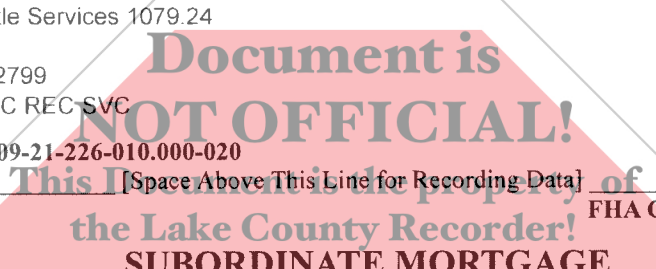 tle Services 1079.24
Document is
2799
C REC SVC
NOT OFFICIAL!
09-21-226-010.000-020
This Document is the property of
[Space Above This Line for Recording Data]
FHA C
the Lake County Recorder!
SUBORDINATE MORTGAGE